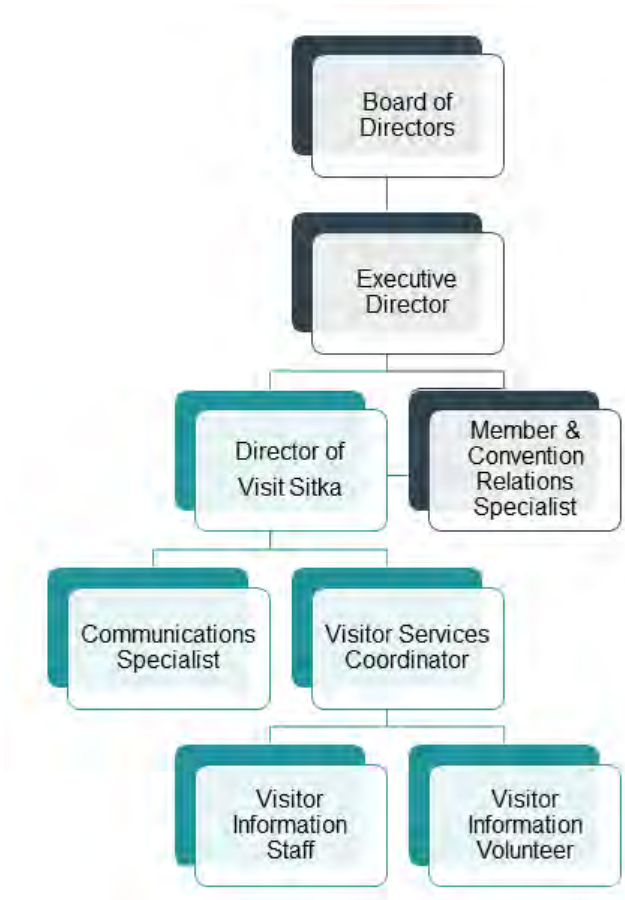 Board of
Directors
Executive
Director
Director of
Visit Sitka
Member &
Convention
Relations
Specialist
Communications
Specialist
Visitor Services
Coordinator
Visitor
Information
Staff
Visitor
Information
Volunteer